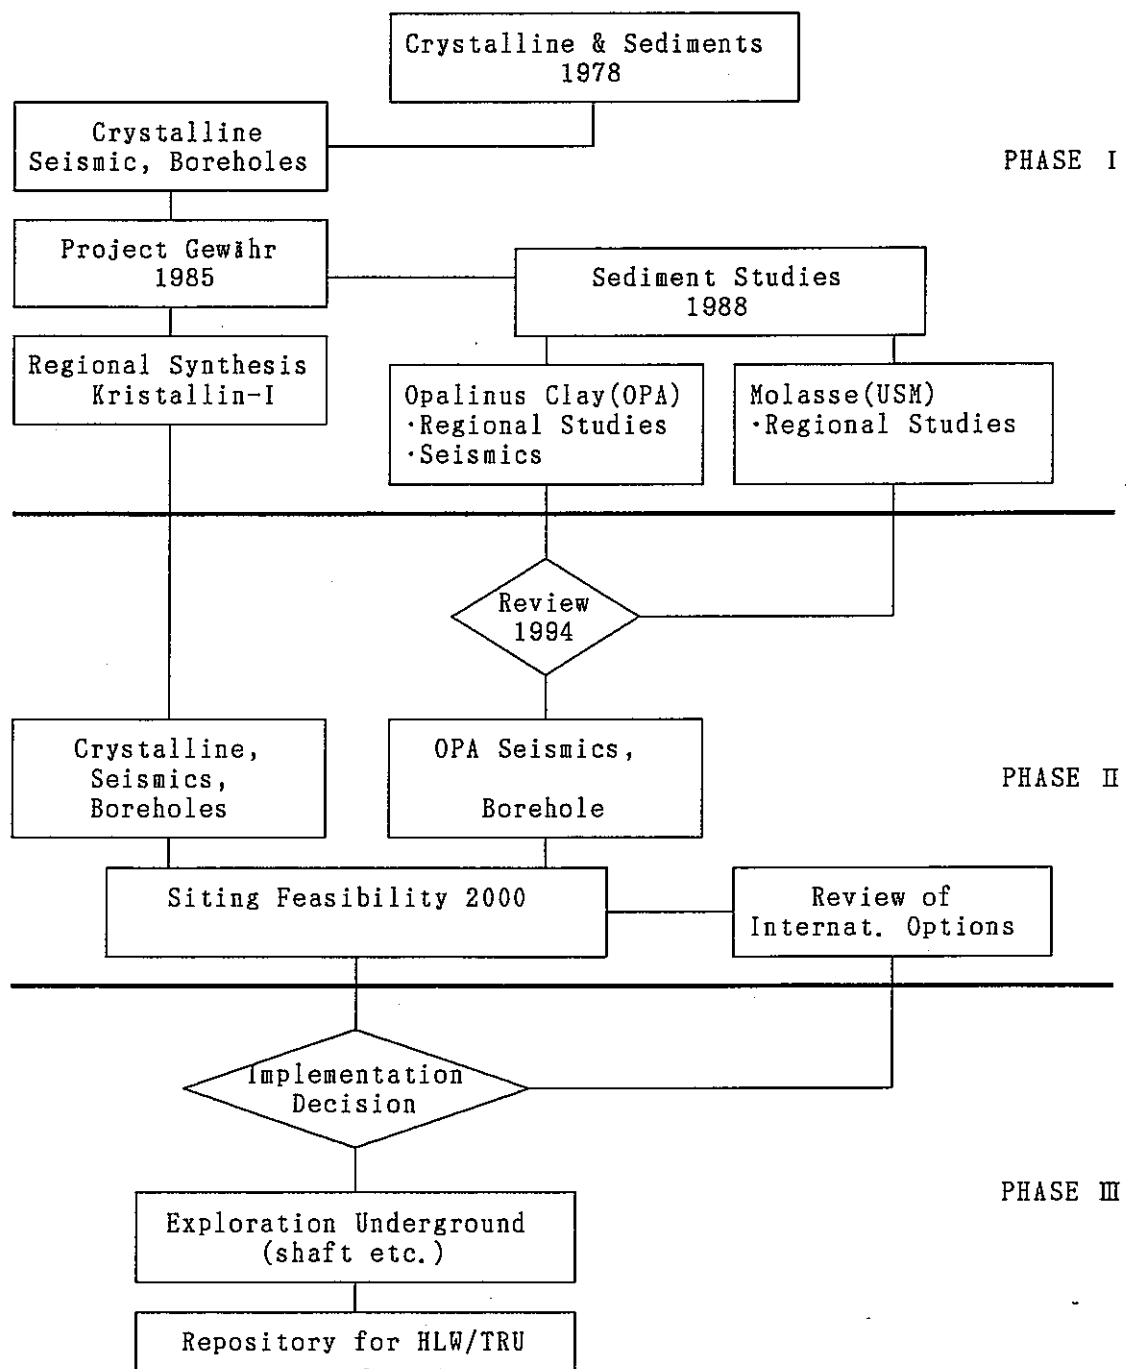 Crystalline & Sediments
1978
Crystalline
Seismic, Boreholes
PHASE I
Project Gewähr
1985
Sediment Studies
1988
Regional Synthesis
Kristallin-I
Opalinus Clay(OPA)
・Regional Studies
・Seismics
Molasse(USM)
・Regional Studies
Review
1994
Crystalline,
Seismics,
Boreholes
OPA Seismics,
Borehole
PHASE Ⅱ
Siting Feasibility 2000
Review of
Internat. Options
Implementation
Decision
PHASE Ⅲ
Exploration Underground
(shaft etc.)
Repository for HLW/TRU